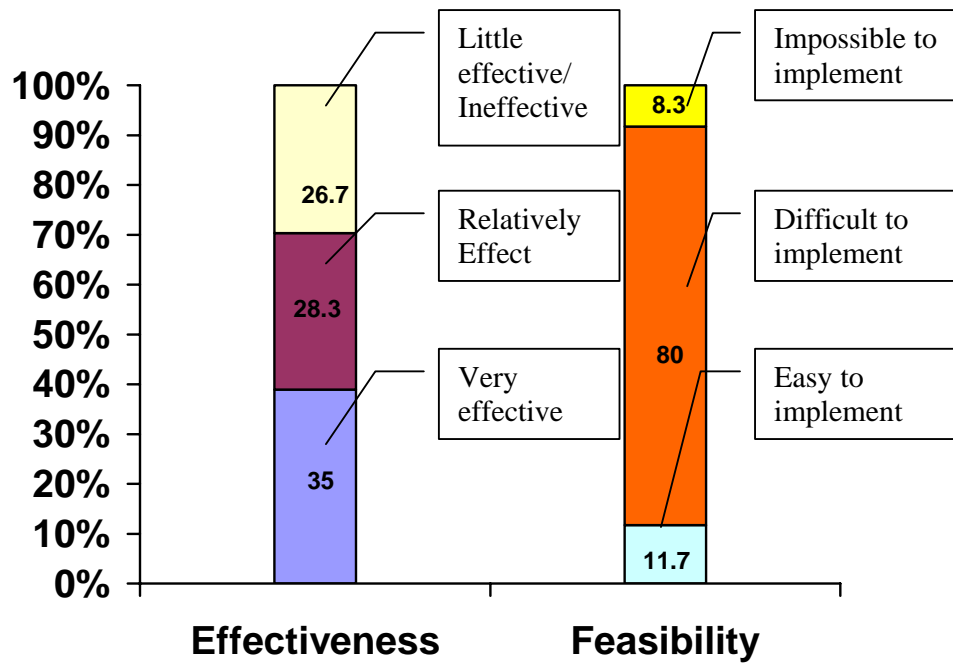 Little
effective/
Ineffective
Impossible to
implement
100%
90%
80%
70%
60%
50%
40%
30%
20%
10%
0%
26.7
28.3
35
Relatively
Effect
Very
effective
8.3
80
11.7
Difficult to
implement
Easy to
implement
Effectiveness
Feasibility